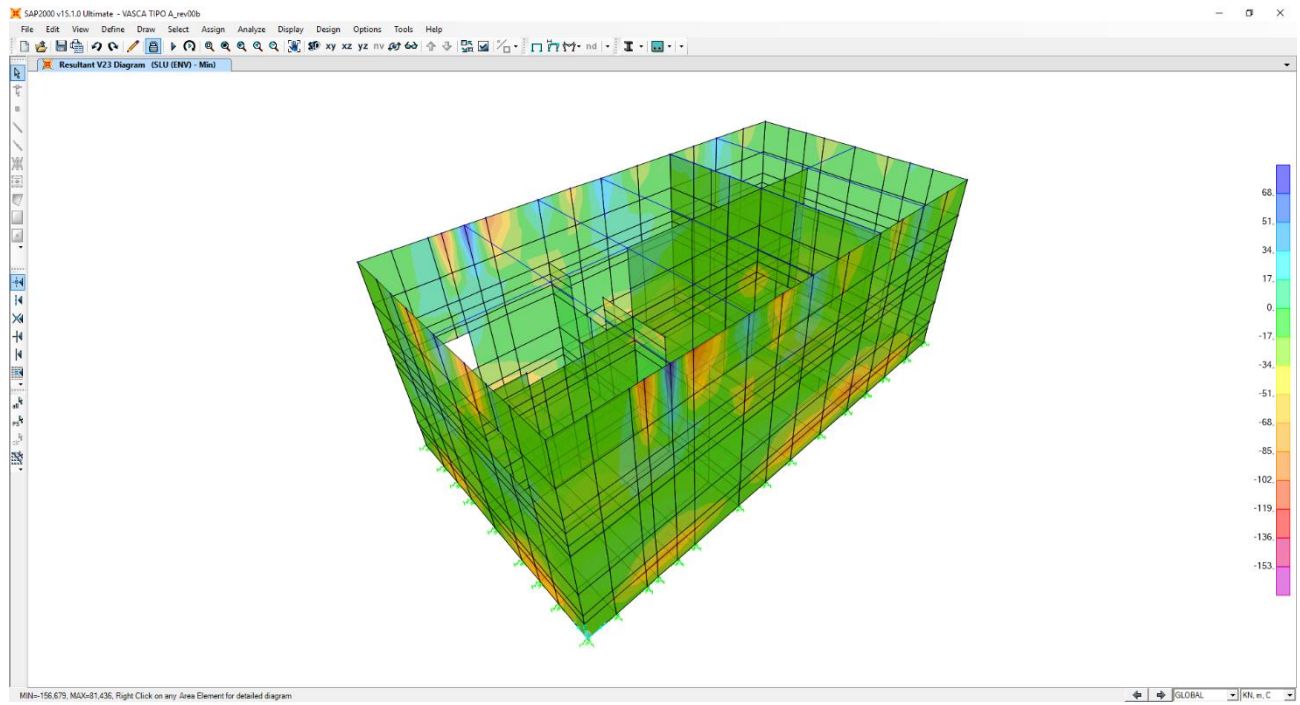 SAP2000 v15.1.0 Ultimate - VASCA TIPO A_rev00b
File Edit View Define Draw Select Assign Analyze Display Design Options Tools Help
xy xz yz nv nd
Resultant V23 Diagram (SLU (ENV) - Min)
68.
51.
34.
17.
0.
-17.
-34.
-51.
-68.
-85.
-102.
-119.
-136.
-153.
MIN=-156,679, MAX=81,436, Right Click on any Area Element for detailed diagram
GLOBAL
KN, m, C